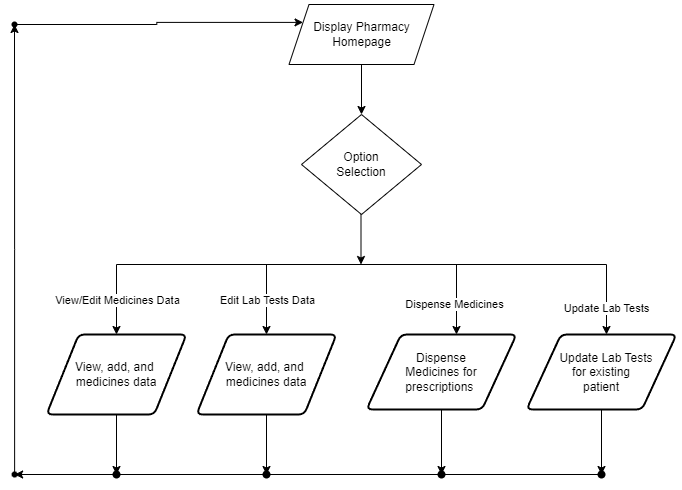 Display Pharmacy
Homepage
Option
Selection
View/Edit Medicines Data
Edit Lab Tests Data
Dispense Medicines
Update Lab Tests
View, add, and
medicines data
View, add, and
medicines data
Dispense
Medicines for
prescriptions
Update Lab Tests
for existing
patient